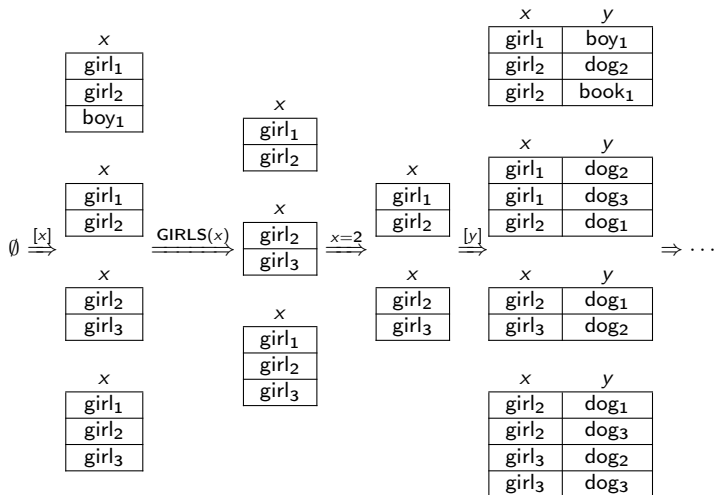 x
girl₁
girl₂
boy₁
x
girl₁
girl₂
x
girl₂
girl₃
x
girl₁
girl₂
girl₃
∅ =[x]⇒
GIRLS(x) ⇒
x
girl₁
girl₂
x
girl₂
girl₃
x
girl₁
girl₂
girl₃
x=2 ⇒
x
girl₁
girl₂
x
girl₂
girl₃
[y] ⇒
x y
girl₁ boy₁
girl₂ dog₂
girl₂ book₁
x y
girl₁ dog₂
girl₁ dog₃
girl₂ dog₁
x y
girl₂ dog₁
girl₃ dog₂
x y
girl₂ dog₁
girl₂ dog₃
girl₃ dog₂
girl₃ dog₃
⇒ ⋯